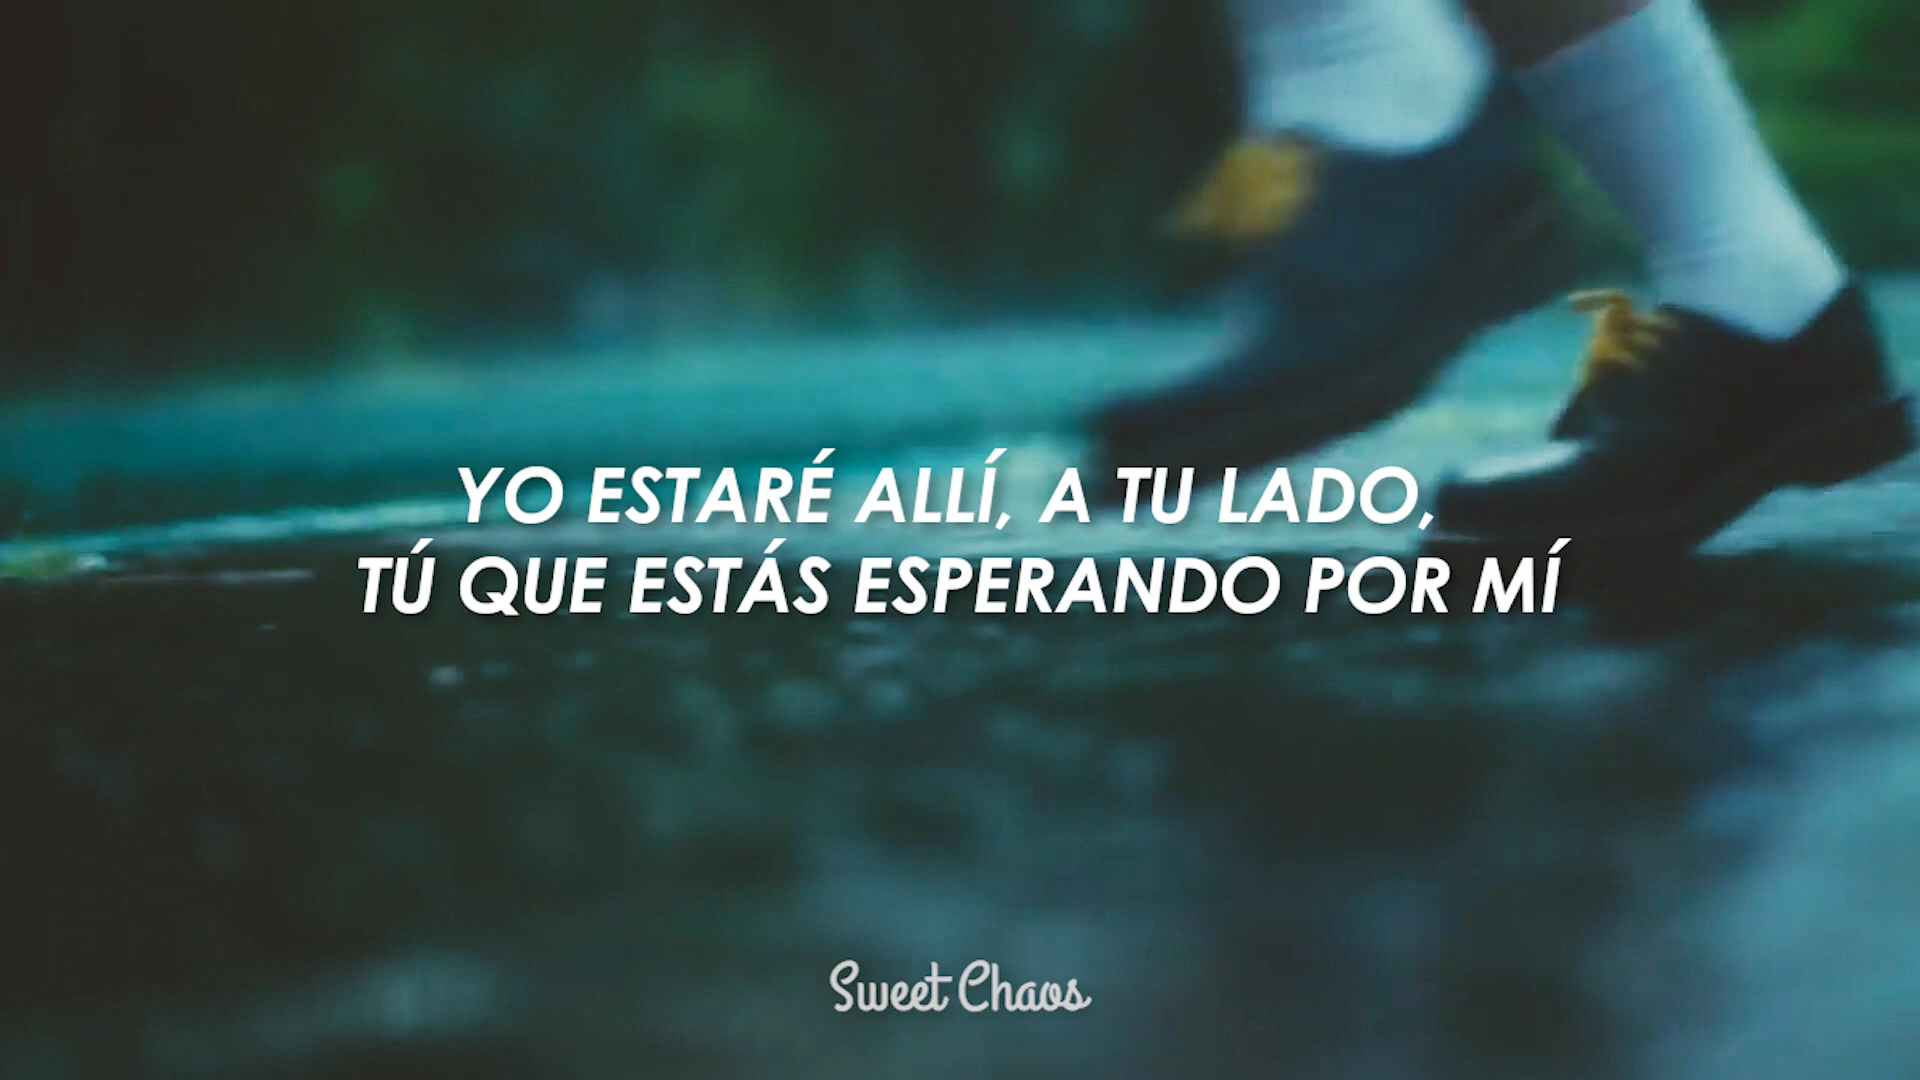 YO ESTARÉ ALLÍ, A TU LADO,
TÚ QUE ESTÁS ESPERANDO POR MÍ
Sweet Chaos